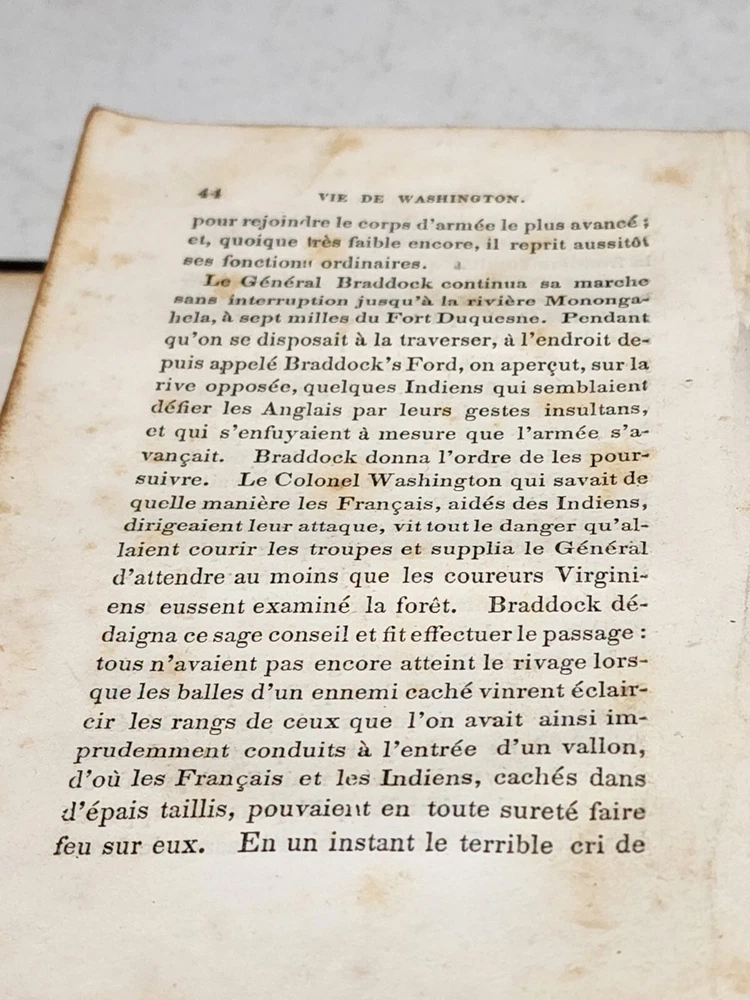 44 VIE DE WASHINGTON.
pour rejoindre le corps d'armée le plus avancé ;
et, quoique très faible encore, il reprit aussitôt
ses fonctions ordinaires.
Le Général Braddock continua sa marche
sans interruption jusqu'à la rivière Mononga-
hela, à sept milles du Fort Duquesne. Pendant
qu'on se disposait à la traverser, à l'endroit de-
puis appelé Braddock's Ford, on aperçut, sur la
rive opposée, quelques Indiens qui semblaient
défier les Anglais par leurs gestes insultans,
et qui s'enfuyaient à mesure que l'armée s'a-
vançait. Braddock donna l'ordre de les pour-
suivre. Le Colonel Washington qui savait de
quelle manière les Français, aidés des Indiens,
dirigeaient leur attaque, vit tout le danger qu'al-
laient courir les troupes et supplia le Général
d'attendre au moins que les coureurs Virgini-
ens eussent examiné la forêt. Braddock dé-
daigna ce sage conseil et fit effectuer le passage :
tous n'avaient pas encore atteint le rivage lors-
que les balles d'un ennemi caché vinrent éclair-
cir les rangs de ceux que l'on avait ainsi im-
prudemment conduits à l'entrée d'un vallon,
d'où les Français et les Indiens, cachés dans
d'épais taillis, pouvaient en toute sureté faire
feu sur eux. En un instant le terrible cri de